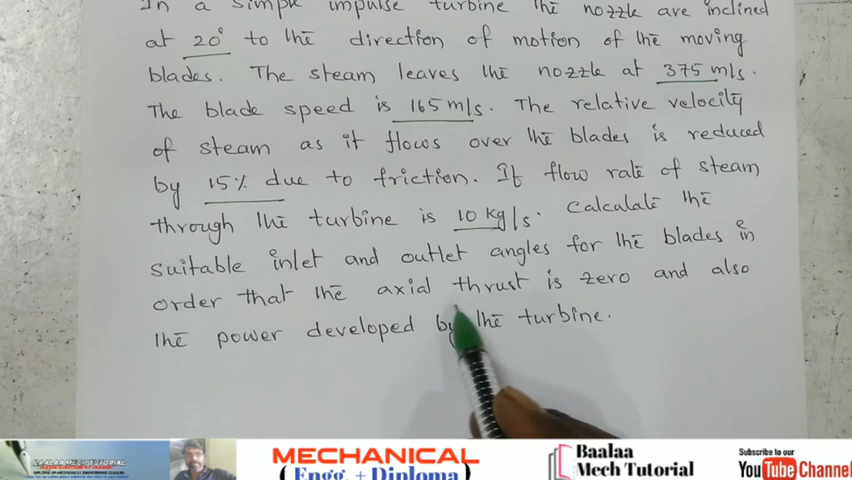 In a simple impulse turbine the nozzle are inclined
at 20° to the direction of motion of the moving
blades. The steam leaves the nozzle at 375 m/s.
The blade speed is 165 m/s. The relative velocity
of steam as it flows over the blades is reduced
by 15% due to friction. If flow rate of steam
through the turbine is 10 kg/s. Calculate the
suitable inlet and outlet angles for the blades in
order that the axial thrust is zero and also
the power developed by the turbine.
BAALAA MECH TUTORIAL
MECHANICAL
(Engg. + Diploma)
Baalaa
Mech Tutorial
Subscribe to our
YouTube Channel